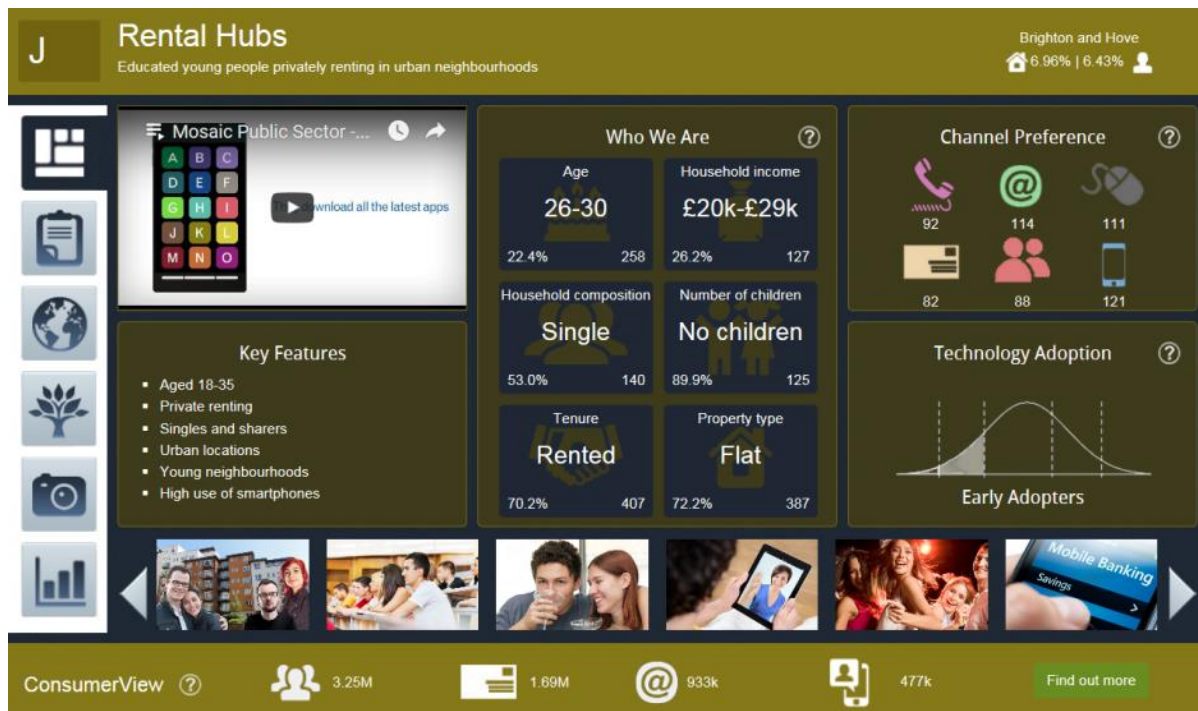 J
Rental Hubs
Educated young people privately renting in urban neighbourhoods
Brighton and Hove
6.96% | 6.43%
Mosaic Public Sector -...
A B C
D E F
G H I
J K L
M N O
download all the latest apps
Key Features
Aged 18-35
Private renting
Singles and sharers
Urban locations
Young neighbourhoods
High use of smartphones
Who We Are ?
Age
26-30
22.4% 258
Household income
£20k-£29k
26.2% 127
Household composition
Single
53.0% 140
Number of children
No children
89.9% 125
Tenure
Rented
70.2% 407
Property type
Flat
72.2% 387
Channel Preference ?
@
92 114 111
82 88 121
Technology Adoption ?
Early Adopters
Mobile Banking
Savings
ConsumerView ?
3.25M
1.69M
@ 933k
477k
Find out more